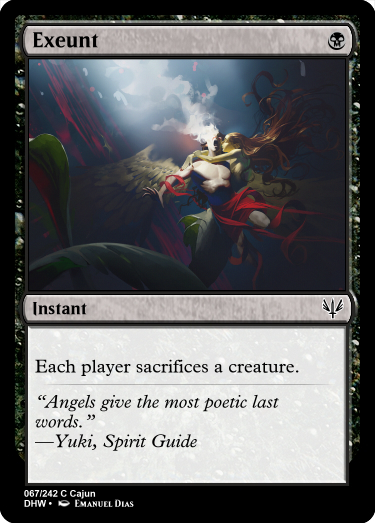 Exeunt
Instant
Each player sacrifices a creature.
“Angels give the most poetic last
words.”
—Yuki, Spirit Guide
067/242 C Cajun
DHW • Emanuel Dias